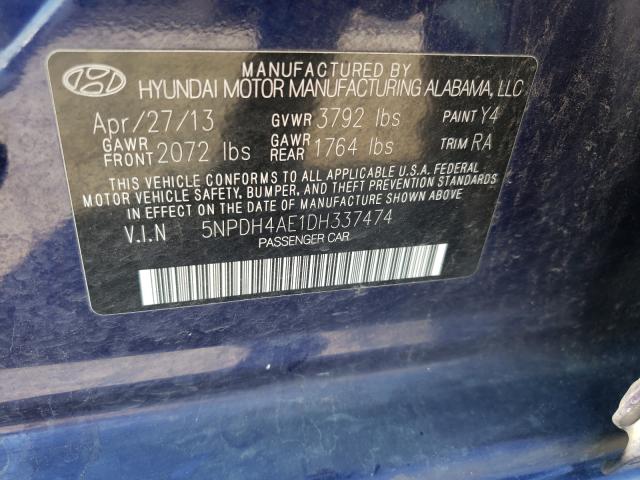 MANUFACTURED BY
HYUNDAI MOTOR MANUFACTURING ALABAMA, LLC
Apr/27/13 GVWR 3792 lbs PAINT Y4
GAWR FRONT 2072 lbs GAWR REAR 1764 lbs TRIM RA
THIS VEHICLE CONFORMS TO ALL APPLICABLE U.S.A. FEDERAL
MOTOR VEHICLE SAFETY, BUMPER, AND THEFT PREVENTION
STANDARDS IN EFFECT ON THE DATE OF MANUFACTURE SHOWN ABOVE
V.I.N 5NPDH4AE1DH337474
PASSENGER CAR